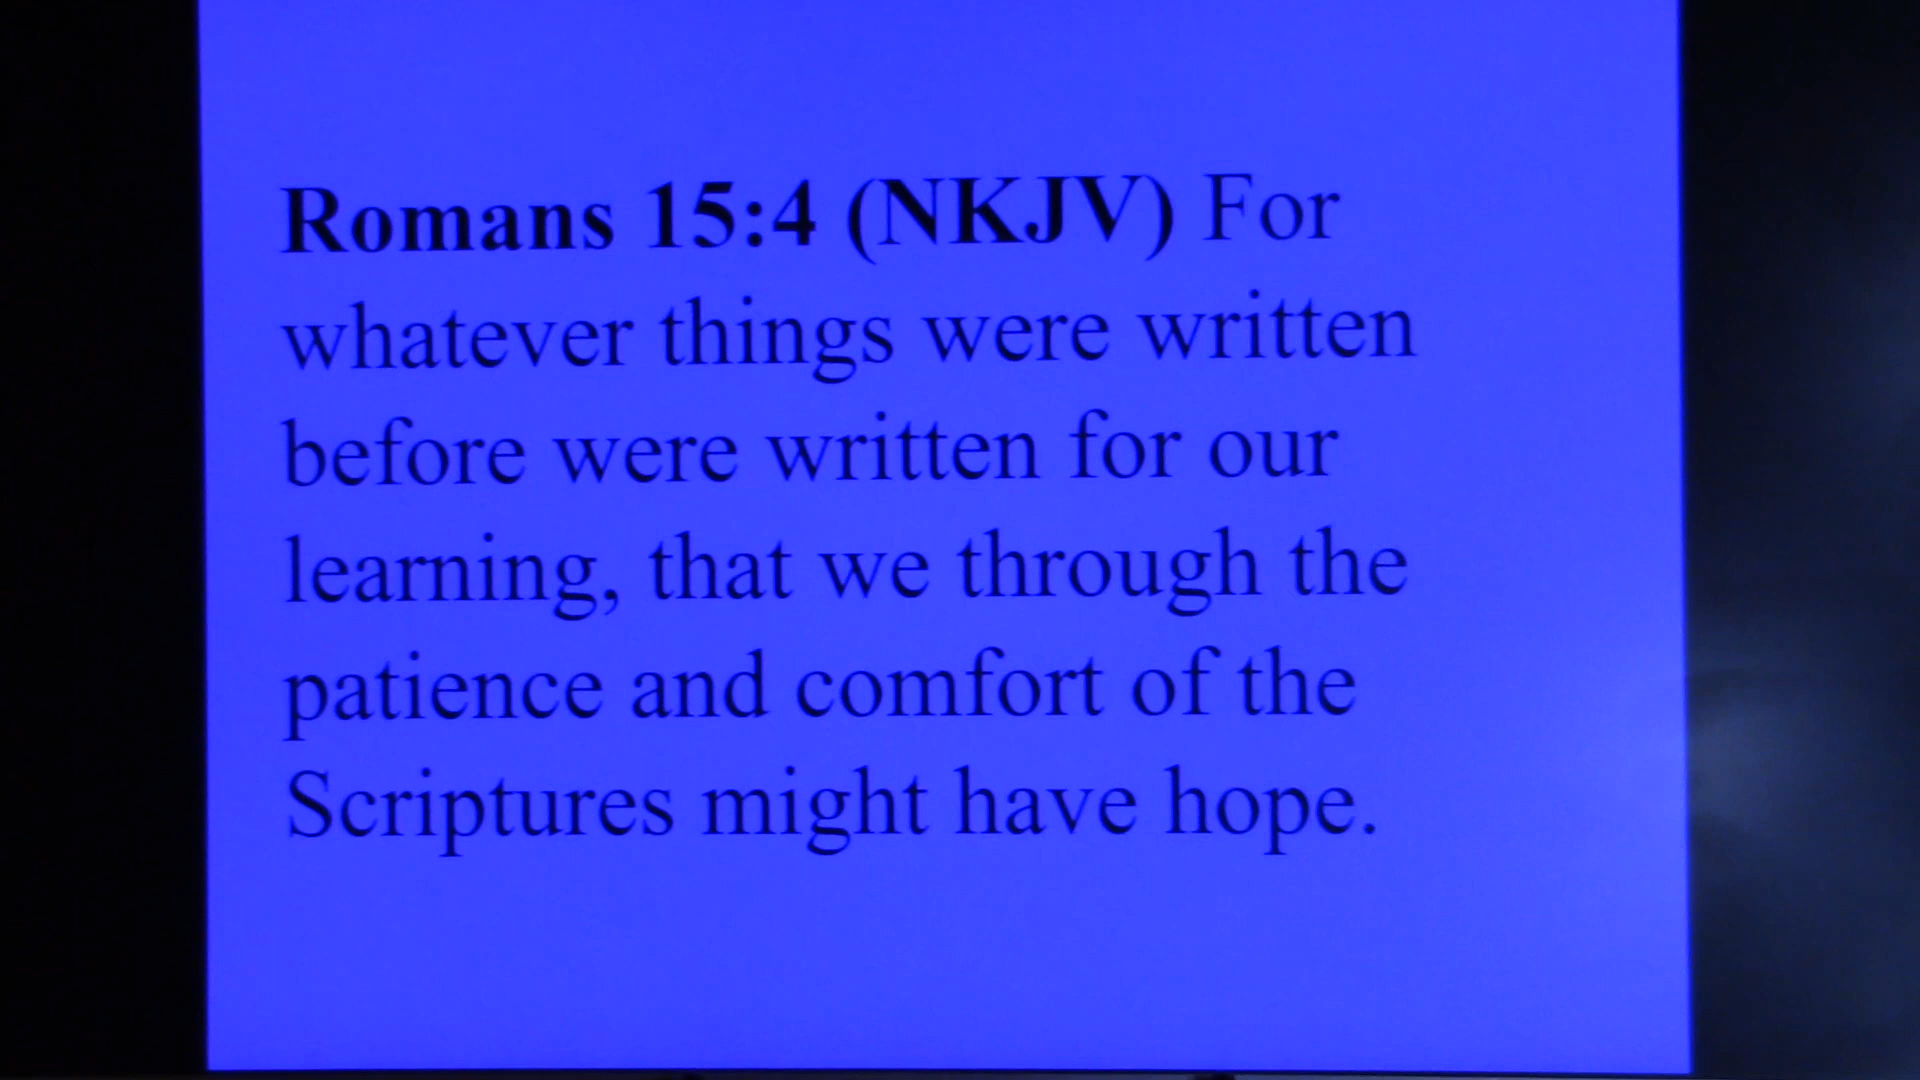 Romans 15:4 (NKJV) For
whatever things were written
before were written for our
learning, that we through the
patience and comfort of the
Scriptures might have hope.